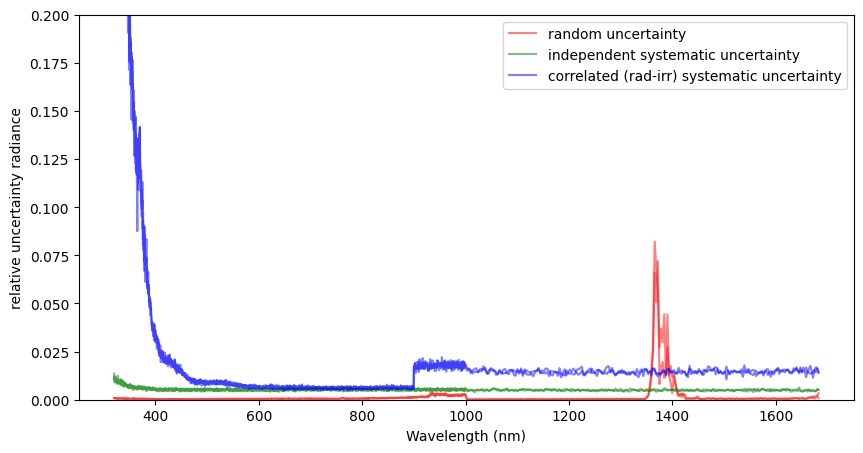 random uncertainty
independent systematic uncertainty
correlated (rad-irr) systematic uncertainty
relative uncertainty radiance
0.200
0.175
0.150
0.125
0.100
0.075
0.050
0.025
0.000
400 600 800 1000 1200 1400 1600
Wavelength (nm)